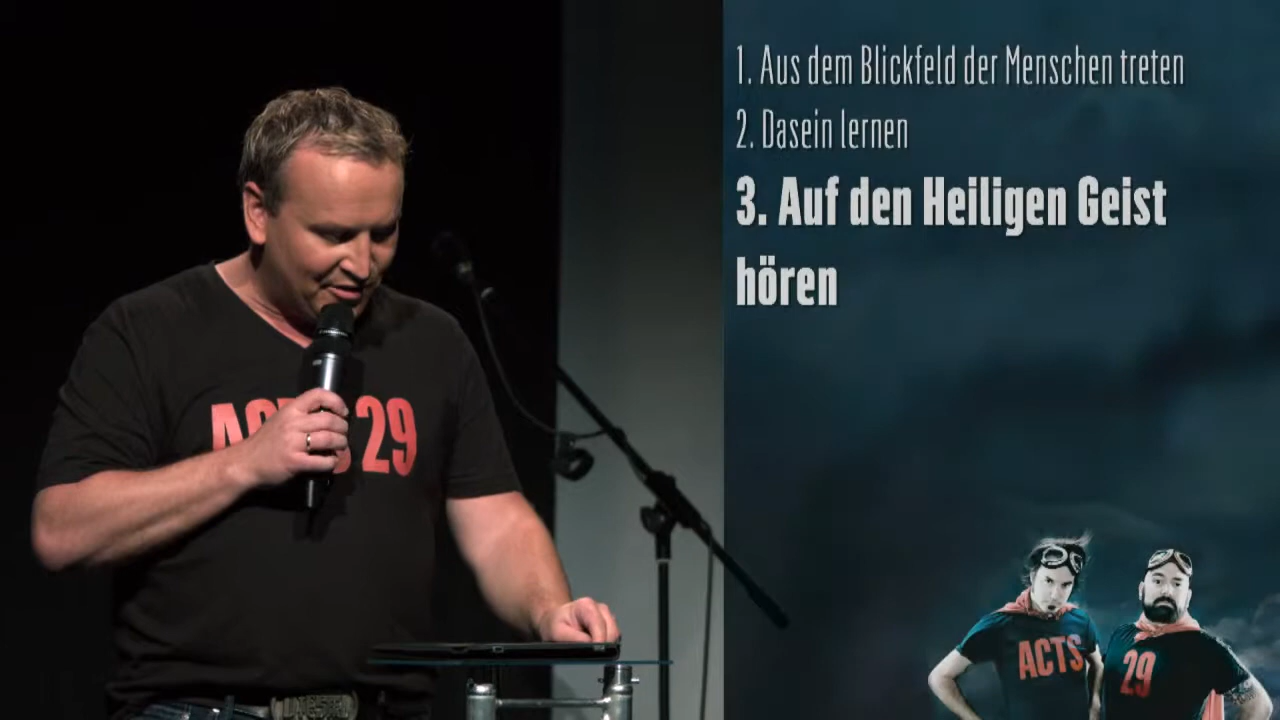 1. Aus dem Blickfeld der Menschen treten
2. Dasein lernen
3. Auf den Heiligen Geist
hören
29
ACTS
29